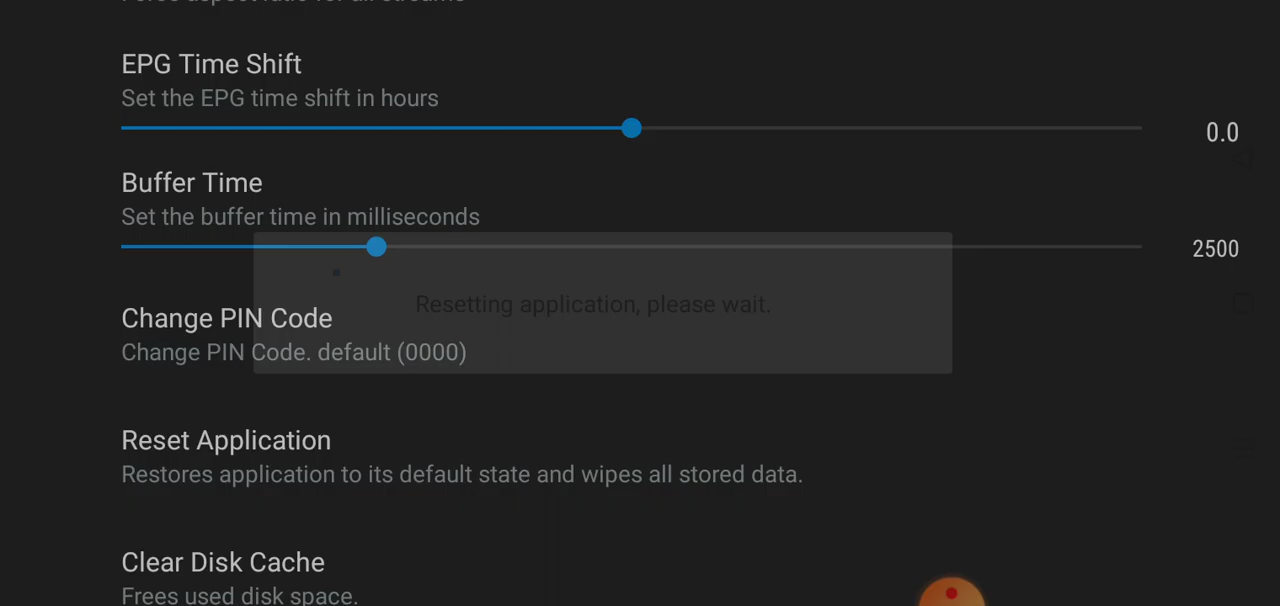 EPG Time Shift
Set the EPG time shift in hours
0.0
Buffer Time
Set the buffer time in milliseconds
2500
Resetting application, please wait.
Change PIN Code
Change PIN Code. default (0000)
Reset Application
Restores application to its default state and wipes all stored data.
Clear Disk Cache
Frees used disk space.